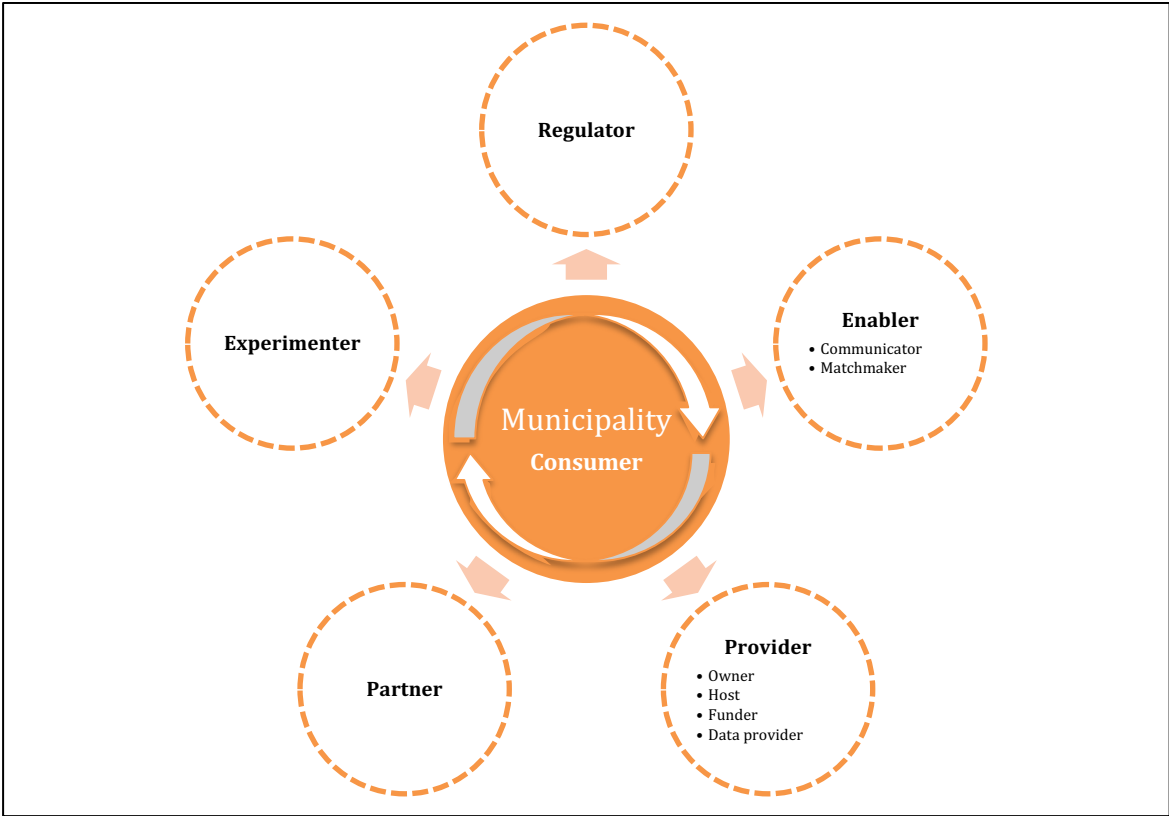 Regulator
Experimenter
Enabler
• Communicator
• Matchmaker
Municipality
Consumer
Partner
Provider
• Owner
• Host
• Funder
• Data provider